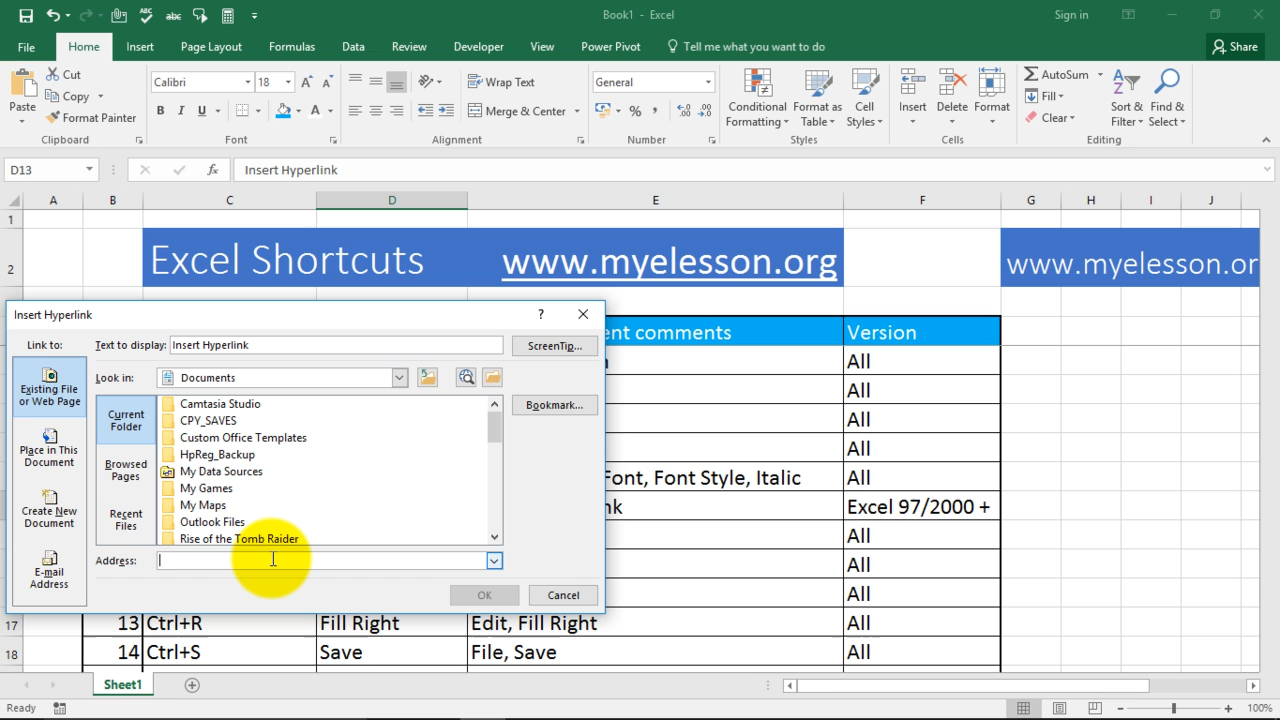 Book1 - Excel
Sign in
File Home Insert Page Layout Formulas Data Review Developer View Power Pivot Tell me what you want to do Share
Paste Cut Copy Format Painter Clipboard
Calibri 18 B I U A Font
Wrap Text Merge & Center Alignment
General % , Number
Conditional Formatting Format as Table Cell Styles Styles
Insert Delete Format Cells
AutoSum Fill Clear Sort & Filter Find & Select Editing
D13 fx Insert Hyperlink
A B C D E F G H I J
1
2 Excel Shortcuts www.myelesson.org www.myelesson.or
ent comments Version
All
All
All
All
Font, Font Style, Italic All
nk Excel 97/2000 +
All
All
All
17 13 Ctrl+R Fill Right Edit, Fill Right All
18 14 Ctrl+S Save File, Save All
Insert Hyperlink ?
Link to: Text to display: Insert Hyperlink ScreenTip...
Existing File or Web Page
Place in This Document
Create New Document
E-mail Address
Look in: Documents
Bookmark...
Current Folder
Browsed Pages
Recent Files
Camtasia Studio
CPY_SAVES
Custom Office Templates
HpReg_Backup
My Data Sources
My Games
My Maps
Outlook Files
Rise of the Tomb Raider
Address:
OK Cancel
Sheet1
Ready 100%